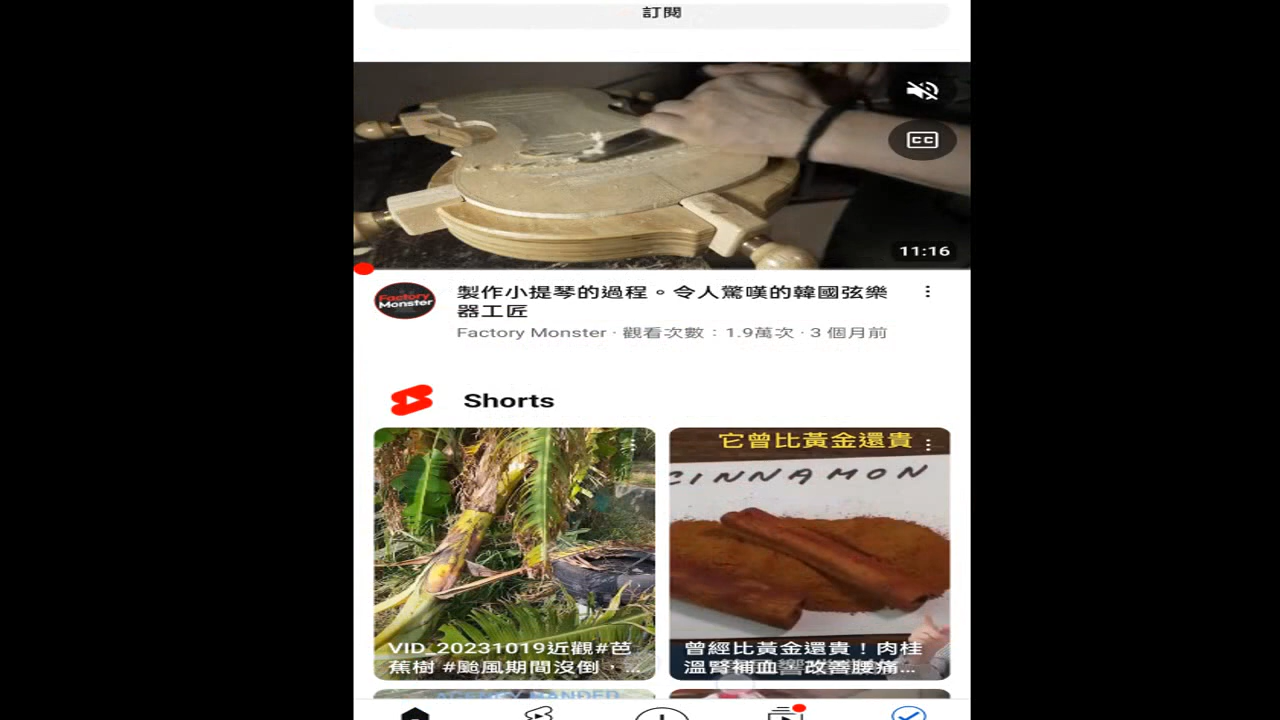 訂閱
CC
11:16
Factory
Monster
製作小提琴的過程。令人驚嘆的韓國弦樂
器工匠
Factory Monster · 觀看次數：1.9萬次 · 3 個月前
Shorts
VID_20231019近觀#芭
蕉樹 #颱風期間沒倒，...
它曾比黃金還貴
CINNAMON
曾經比黃金還貴！肉桂
溫腎補血、改善腰痛...